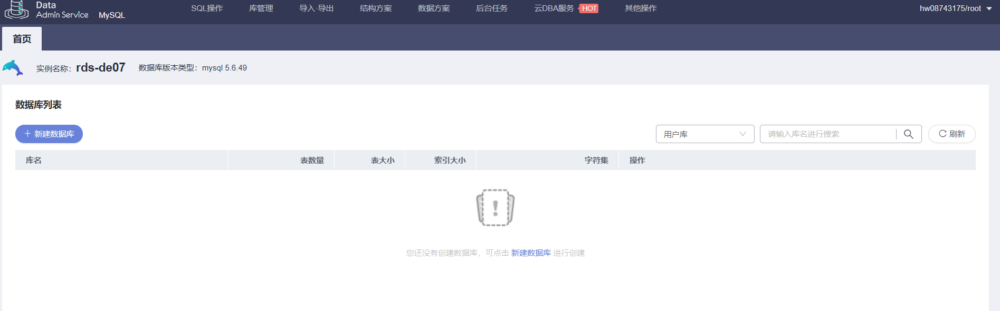 Data
Admin Service MySQL
SQL操作 库管理 导入·导出 结构方案 数据方案 后台任务 云DBA服务 HOT 其他操作 hw08743175/root
首页
实例名称: rds-de07 数据库版本类型: mysql 5.6.49
数据库列表
+ 新建数据库 用户库 请输入库名进行搜索 刷新
库名 表数量 表大小 索引大小 字符集 操作
您还没有创建数据库，可点击 新建数据库 进行创建